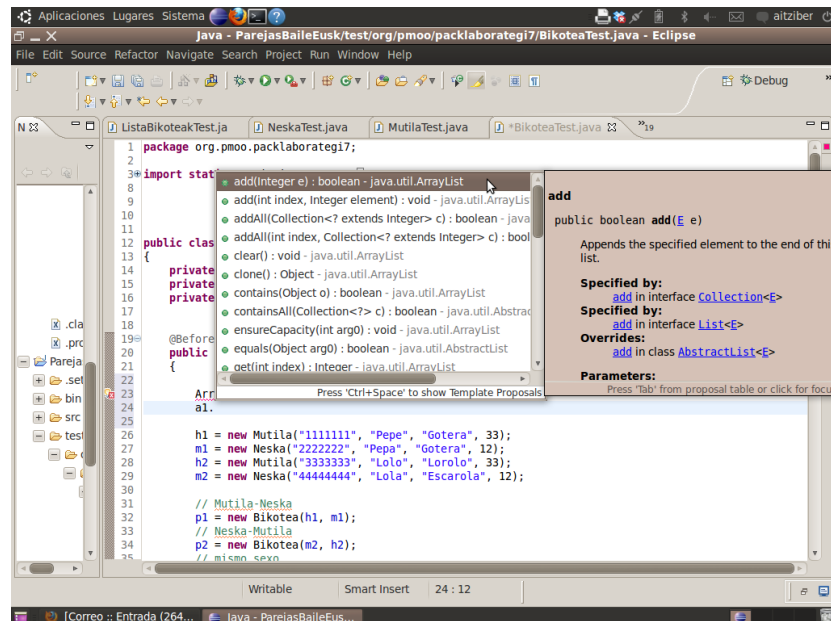 Aplicaciones Lugares Sistema
aitziber
Java - ParejasBaileEusk/test/org/pmoo/packlaborategi7/BikoteaTest.java - Eclipse
File Edit Source Refactor Navigate Search Project Run Window Help
Debug
N
ListaBikoteakTest.ja
NeskaTest.java
MutilaTest.java
*BikoteaTest.java
19
1 package org.pmoo.packlaborategi7;
2
3 import stat
8
9
10
11
12 public clas
13 {
14 private
15 private
16 private
17
18
19 @Before
20 public
21 {
22
23 Arr
24 a1.
25
26 h1 = new Mutila("1111111", "Pepe", "Gotera", 33);
27 m1 = new Neska("2222222", "Pepa", "Gotera", 12);
28 h2 = new Mutila("3333333", "Lolo", "Lorolo", 33);
29 m2 = new Neska("44444444", "Lola", "Escarola", 12);
30
31 // Mutila-Neska
32 p1 = new Bikotea(h1, m1);
33 // Neska-Mutila
34 p2 = new Bikotea(m2, h2);
35 // mismo sexo
add(Integer e) : boolean - java.util.ArrayList
add(int index, Integer element) : void - java.util.ArrayLis
addAll(Collection<? extends Integer> c) : boolean - java
addAll(int index, Collection<? extends Integer> c) : bool
clear() : void - java.util.ArrayList
clone() : Object - java.util.ArrayList
contains(Object o) : boolean - java.util.ArrayList
containsAll(Collection<?> c) : boolean - java.util.Abstrac
ensureCapacity(int arg0) : void - java.util.ArrayList
equals(Object arg0) : boolean - java.util.AbstractList
get(int index) : Integer - java.util.ArrayList
Press 'Ctrl+Space' to show Template Proposals
add
public boolean add(E e)
Appends the specified element to the end of thi
list.
Specified by:
add in interface Collection<E>
Specified by:
add in interface List<E>
Overrides:
add in class AbstractList<E>
Parameters:
Press 'Tab' from proposal table or click for focu
.cla
.pro
Pareja
.set
bin
src
test
Writable
Smart Insert
24 : 12
[Correo :: Entrada (264...
Java - ParejasBaileEus...